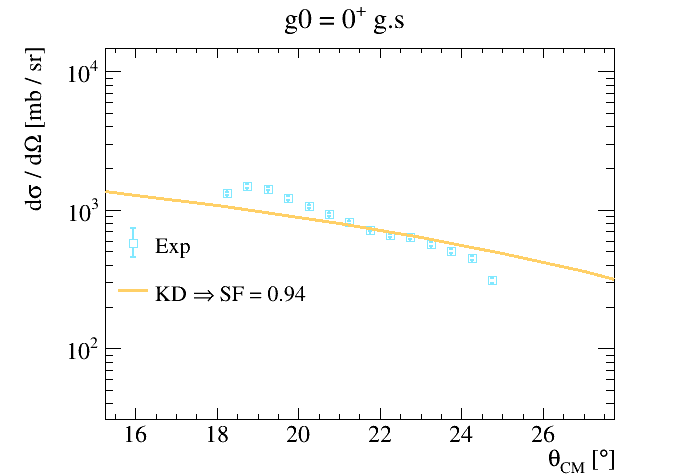 g0 = 0⁺ g.s
dσ / dΩ [mb / sr]
10⁴
10³
10²
Exp
KD ⇒ SF = 0.94
16 18 20 22 24 26
θ_CM [°]